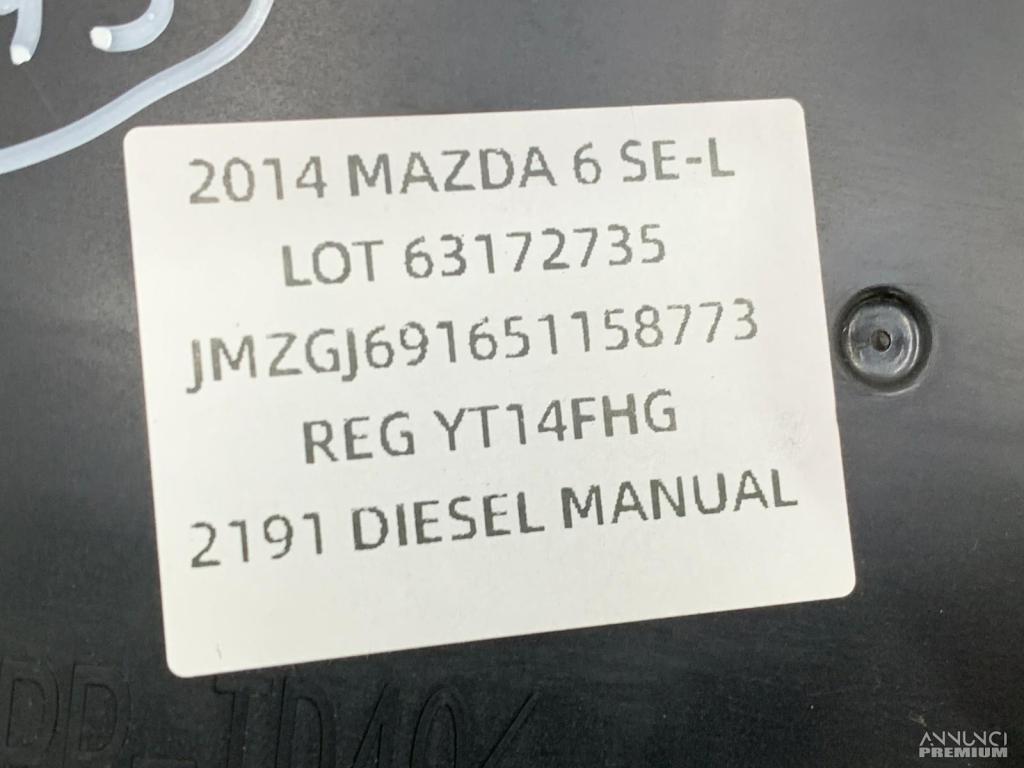 2014 MAZDA 6 SE-L
LOT 63172735
JMZGJ691651158773
REG YT14FHG
2191 DIESEL MANUAL
ANNUNCI
PREMIUM